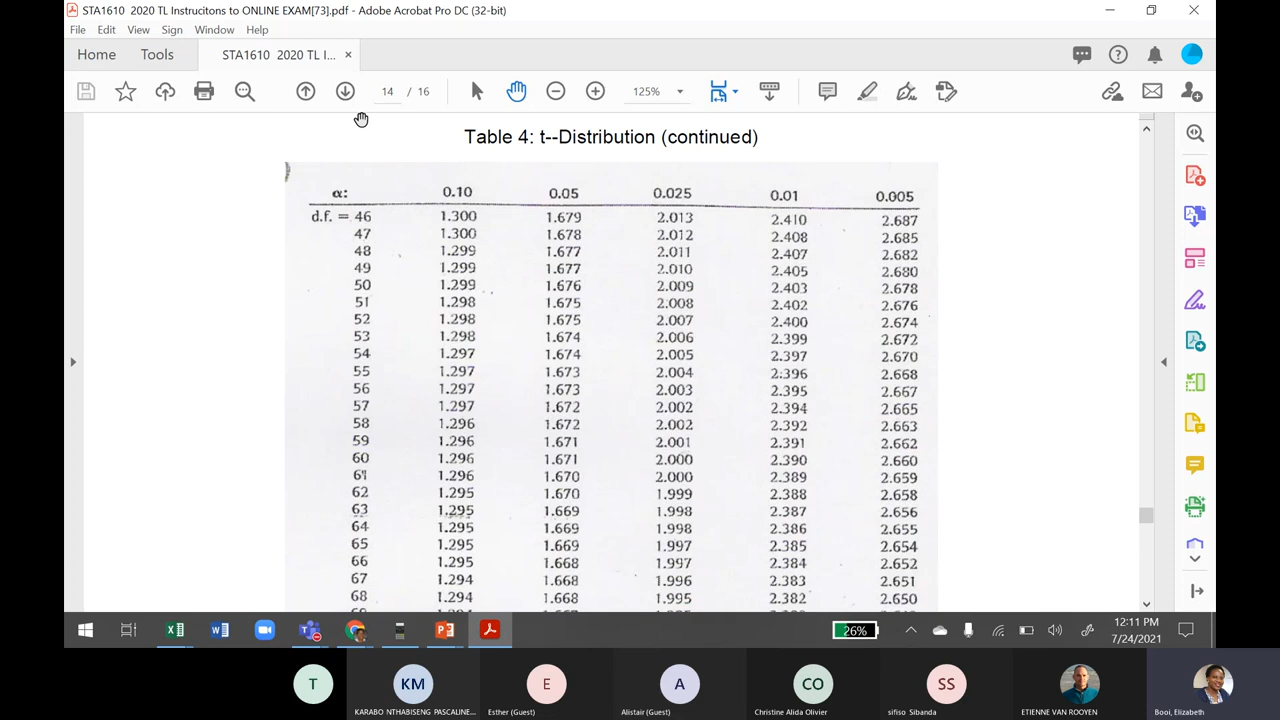 STA1610 2020 TL Instrucitons to ONLINE EXAM[73].pdf - Adobe Acrobat Pro DC (32-bit)
File Edit View Sign Window Help
Home Tools STA1610 2020 TL I... ×
14 / 16 125%
Table 4: t--Distribution (continued)
α: 0.10 0.05 0.025 0.01 0.005
d.f. = 46 1.300 1.679 2.013 2.410 2.687
47 1.300 1.678 2.012 2.408 2.685
48 1.299 1.677 2.011 2.407 2.682
49 1.299 1.677 2.010 2.405 2.680
50 1.299 1.676 2.009 2.403 2.678
51 1.298 1.675 2.008 2.402 2.676
52 1.298 1.675 2.007 2.400 2.674
53 1.298 1.674 2.006 2.399 2.672
54 1.297 1.674 2.005 2.397 2.670
55 1.297 1.673 2.004 2.396 2.668
56 1.297 1.673 2.003 2.395 2.667
57 1.297 1.672 2.002 2.394 2.665
58 1.296 1.672 2.002 2.392 2.663
59 1.296 1.671 2.001 2.391 2.662
60 1.296 1.671 2.000 2.390 2.660
61 1.296 1.670 2.000 2.389 2.659
62 1.295 1.670 1.999 2.388 2.658
63 1.295 1.669 1.998 2.387 2.656
64 1.295 1.669 1.998 2.386 2.655
65 1.295 1.669 1.997 2.385 2.654
66 1.295 1.668 1.997 2.384 2.652
67 1.294 1.668 1.996 2.383 2.651
68 1.294 1.668 1.995 2.382 2.650
26% 12:11 PM
7/24/2021
T KM E A CO SS
KARABO NTHABISENG PASCALINE... Esther (Guest) Alistair (Guest) Christine Alida Olivier sifiso Sibanda ETIENNE VAN ROOYEN Booi, Elizabeth